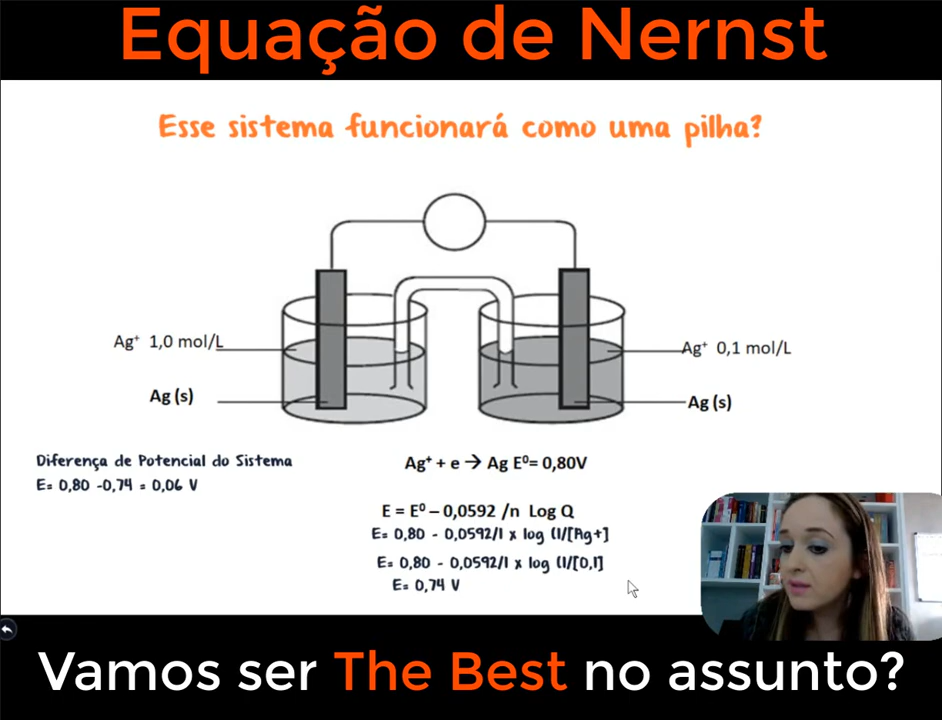 Equação de Nernst
Esse sistema funcionará como uma pilha?
Ag⁺ 1,0 mol/L
Ag⁺ 0,1 mol/L
Ag (s)
Ag (s)
Diferença de Potencial do Sistema
E= 0,80 -0,74 = 0,06 V
Ag⁺ + e → Ag E⁰= 0,80V
E = E⁰ – 0,0592 /n Log Q
E= 0,80 - 0,0592/1 x log (1/[Ag+]
E= 0,80 - 0,0592/1 x log (1/[0,1]
E= 0,74 V
Vamos ser The Best no assunto?